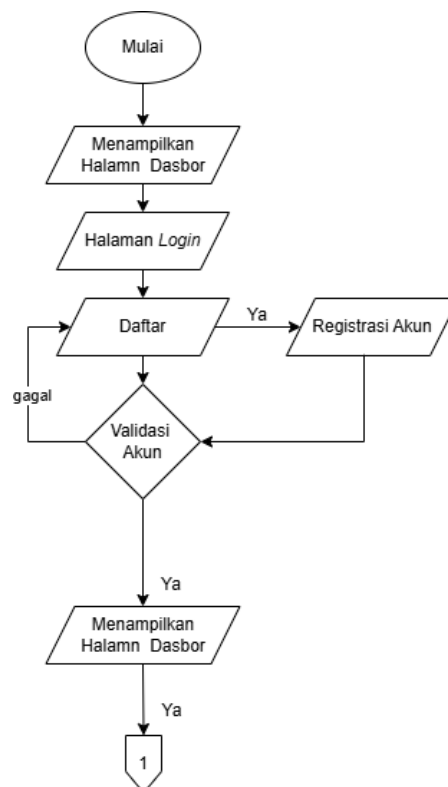 Mulai
Menampilkan
Halamn Dasbor
Halaman Login
Daftar
Ya
Registrasi Akun
gagal
Validasi
Akun
Ya
Menampilkan
Halamn Dasbor
Ya
1